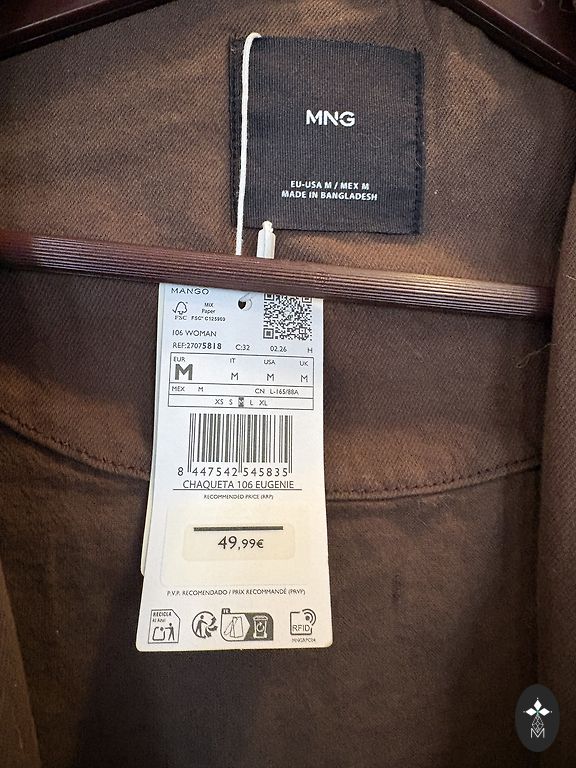 MNG
EU-USA M / MEX M
MADE IN BANGLADESH
MANGO
FSC
MIX
Paper
FSC® C125903
106 WOMAN
REF:27075818 C:32 02.26 H
EUR IT USA UK
M M M M
MEX M CN L-165/88A
XS S M L XL
8 447542 545835
CHAQUETA 106 EUGENIE
RECOMMENDED PRICE (RRP)
49,99€
P.V.P. RECOMENDADO / PRIX RECOMMANDÉ (PRVP)
RECICLA
RFID
M